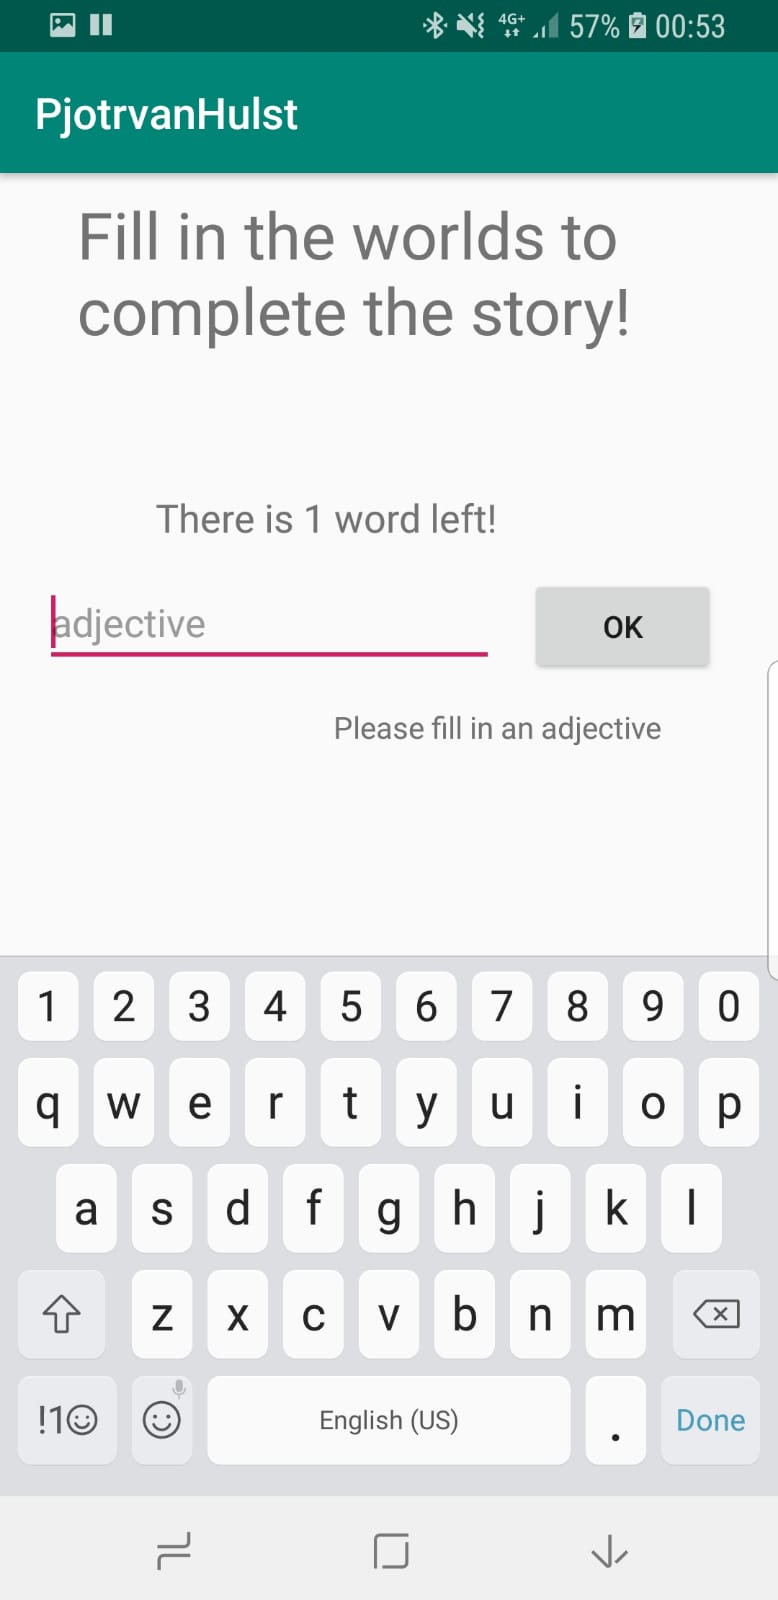 4G+ 57% 00:53
PjotrvanHulst
Fill in the worlds to
complete the story!
There is 1 word left!
adjective OK
Please fill in an adjective
1 2 3 4 5 6 7 8 9 0
q w e r t y u i o p
a s d f g h j k l
z x c v b n m
!1☺ English (US) . Done